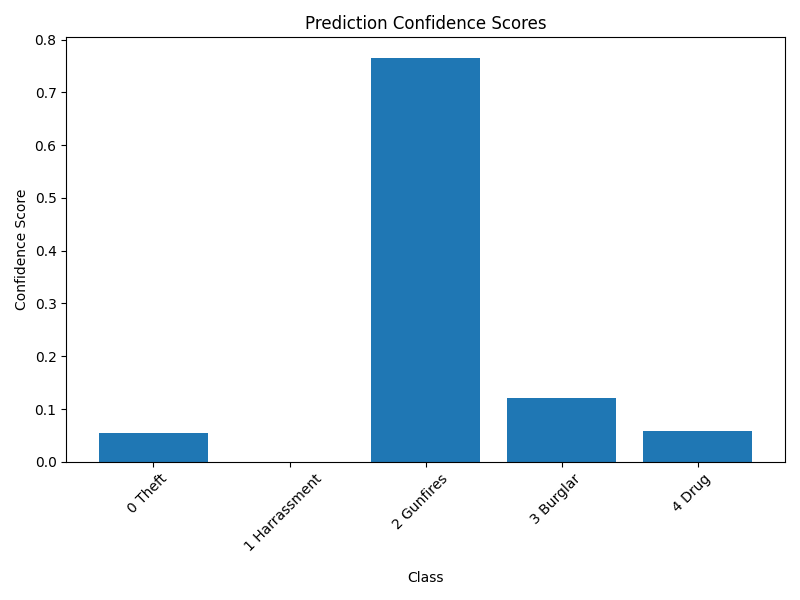 Prediction Confidence Scores
0.8
0.7
0.6
0.5
0.4
0.3
0.2
0.1
0.0
Confidence Score
0 Theft
1 Harrassment
2 Gunfires
3 Burglar
4 Drug
Class